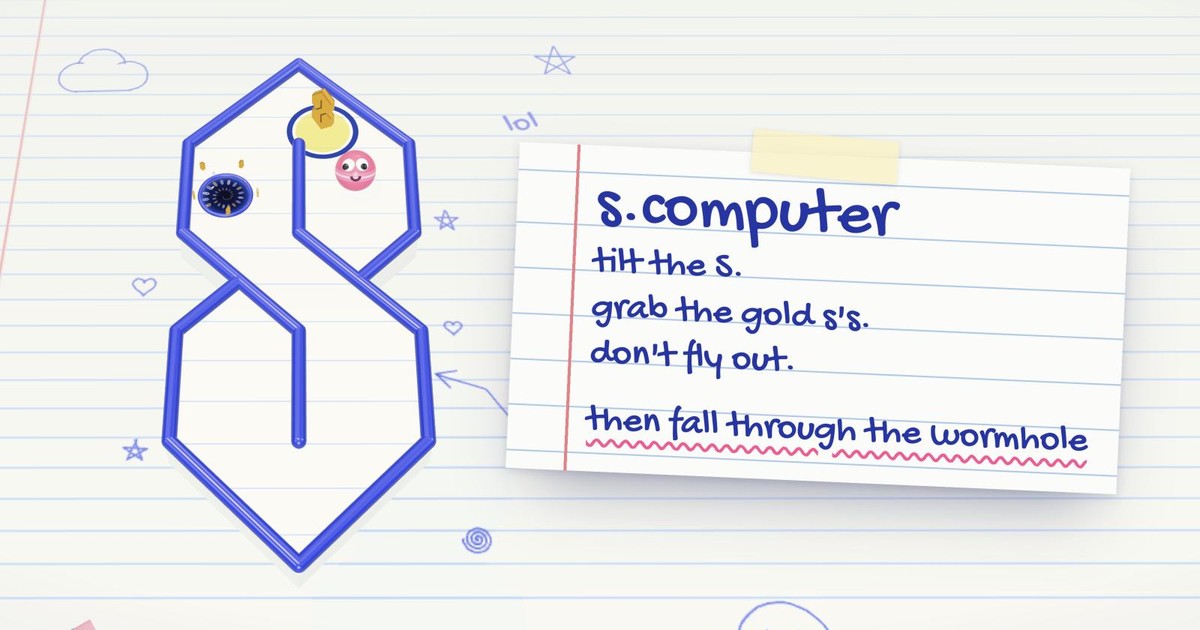 lol
s.computer
tilt the s.
grab the gold s's.
don't fly out.
then fall through the wormhole